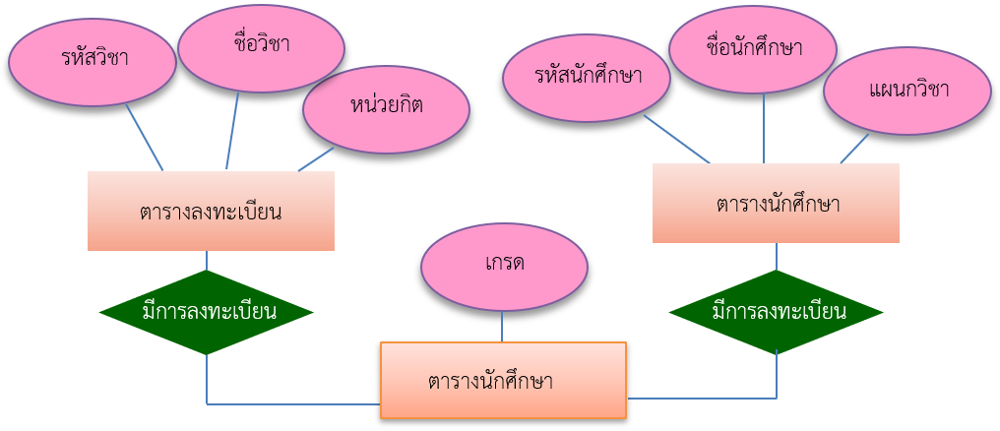 รหัสวิชา
ชื่อวิชา
หน่วยกิต
รหัสนักศึกษา
ชื่อนักศึกษา
แผนกวิชา
ตารางลงทะเบียน
ตารางนักศึกษา
เกรด
มีการลงทะเบียน
มีการลงทะเบียน
ตารางนักศึกษา